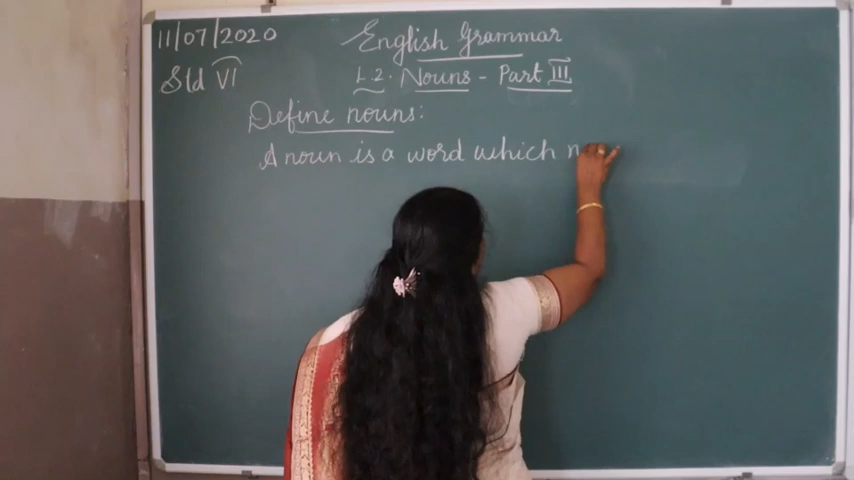 11/07/2020
English Grammar
Std VI
L.2. Nouns - Part III
Define nouns:
A noun is a word which n